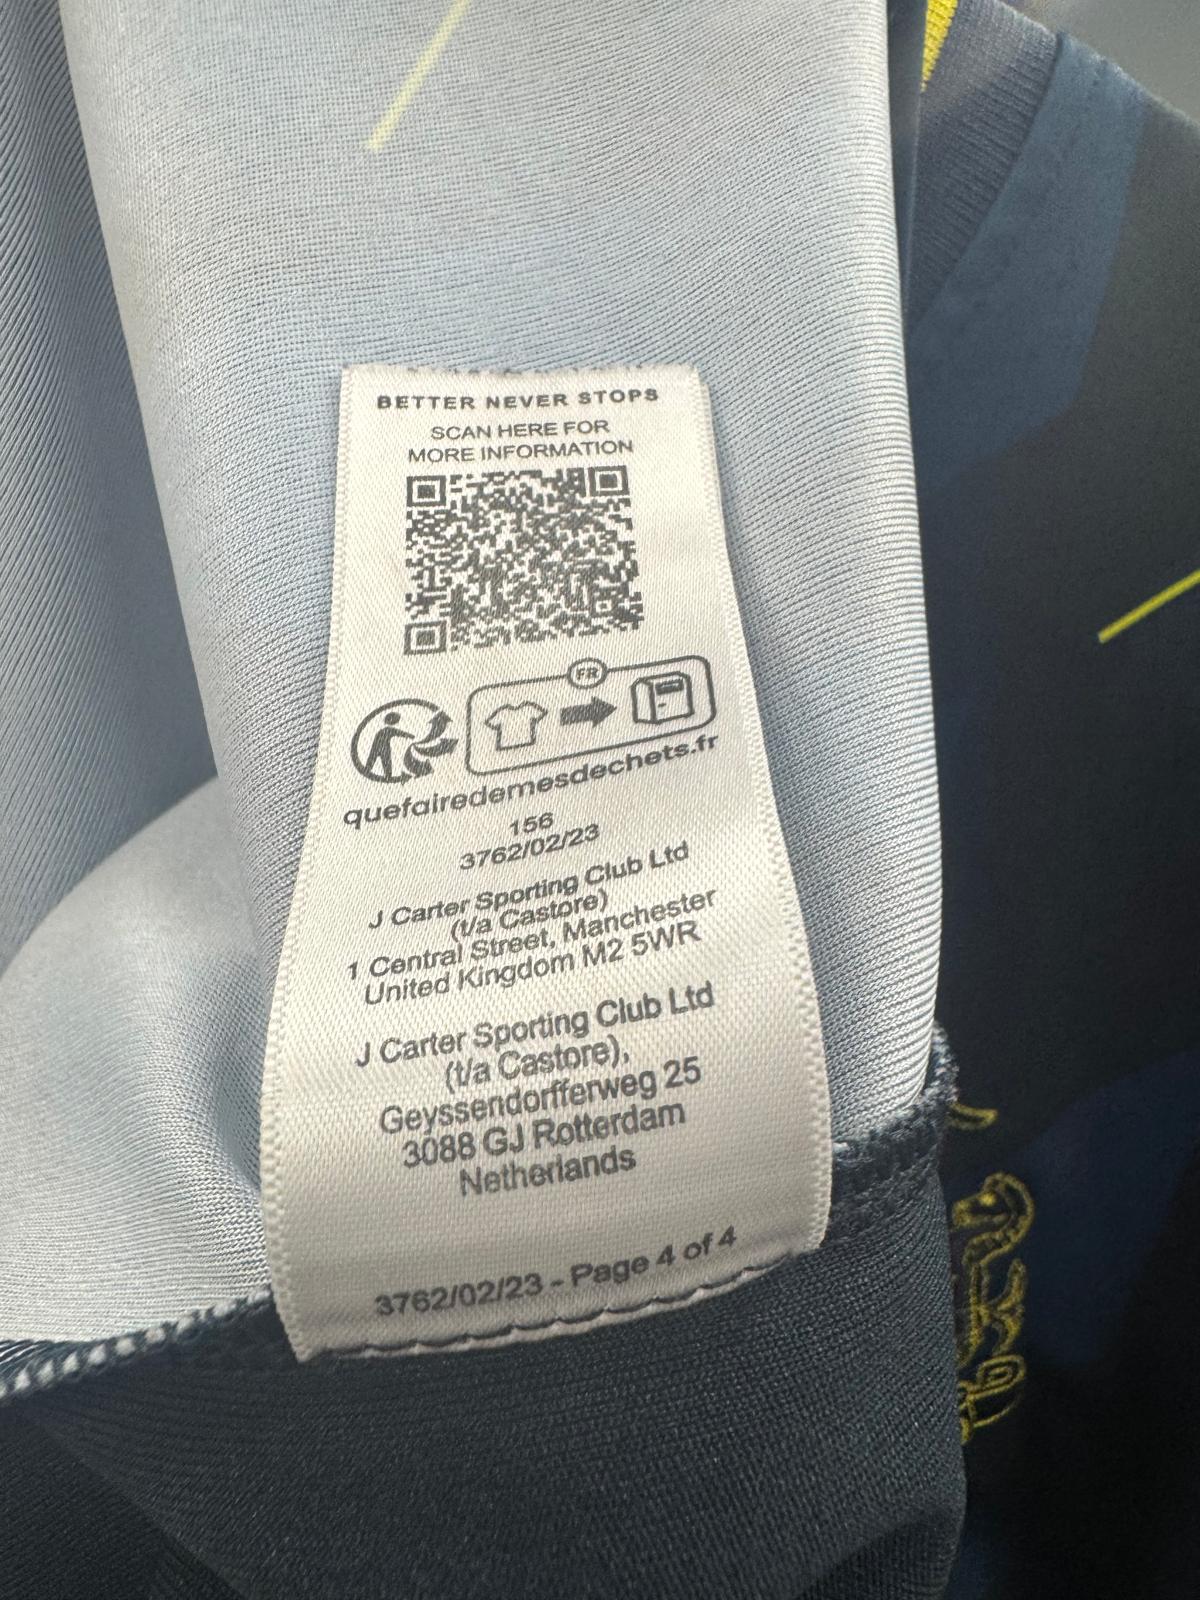 BETTER NEVER STOPS
SCAN HERE FOR
MORE INFORMATION
FR
quefairedemesdechets.fr
156
3762/02/23
J Carter Sporting Club Ltd
(t/a Castore)
1 Central Street, Manchester
United Kingdom M2 5WR
J Carter Sporting Club Ltd
(t/a Castore),
Geyssendorfferweg 25
3088 GJ Rotterdam
Netherlands
3762/02/23 - Page 4 of 4